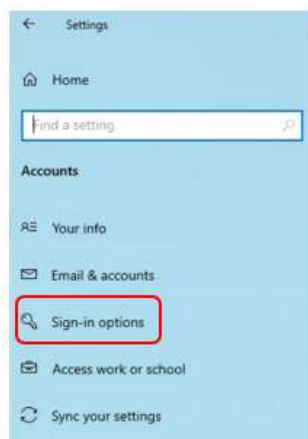 Settings
Home
Find a setting
Accounts
Your info
Email & accounts
Sign-in options
Access work or school
Sync your settings